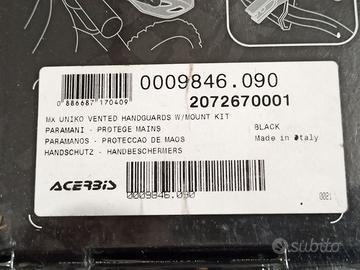 0009846.090
0 886687 170409
2072670001
MX UNIKO VENTED HANDGUARDS W/MOUNT KIT
PARAMANI - PROTEGE MAINS
BLACK
PARAMANOS - PROTECCAO DE MAOS
Made in Italy
HANDSCHUTZ - HANDBESCHERMERS
ACERBIS
0009846.090
0021
subito